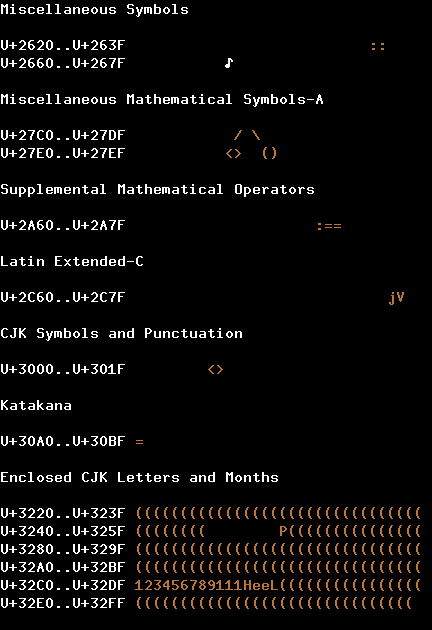 Miscellaneous Symbols
U+2620..U+263F                            ::
U+2660..U+267F           ♪
Miscellaneous Mathematical Symbols-A
U+27C0..U+27DF            / \
U+27E0..U+27EF           <>  ()
Supplemental Mathematical Operators
U+2A60..U+2A7F                     :==
Latin Extended-C
U+2C60..U+2C7F                             jV
CJK Symbols and Punctuation
U+3000..U+301F         <>
Katakana
U+30A0..U+30BF =
Enclosed CJK Letters and Months
U+3220..U+323F ((((((((((((((((((((((((((((((((
U+3240..U+325F ((((((((        P(((((((((((((((
U+3280..U+329F ((((((((((((((((((((((((((((((((
U+32A0..U+32BF ((((((((((((((((((((((((((((((((
U+32C0..U+32DF 123456789111HeeL((((((((((((((((
U+32E0..U+32FF (((((((((((((((((((((((((((((((